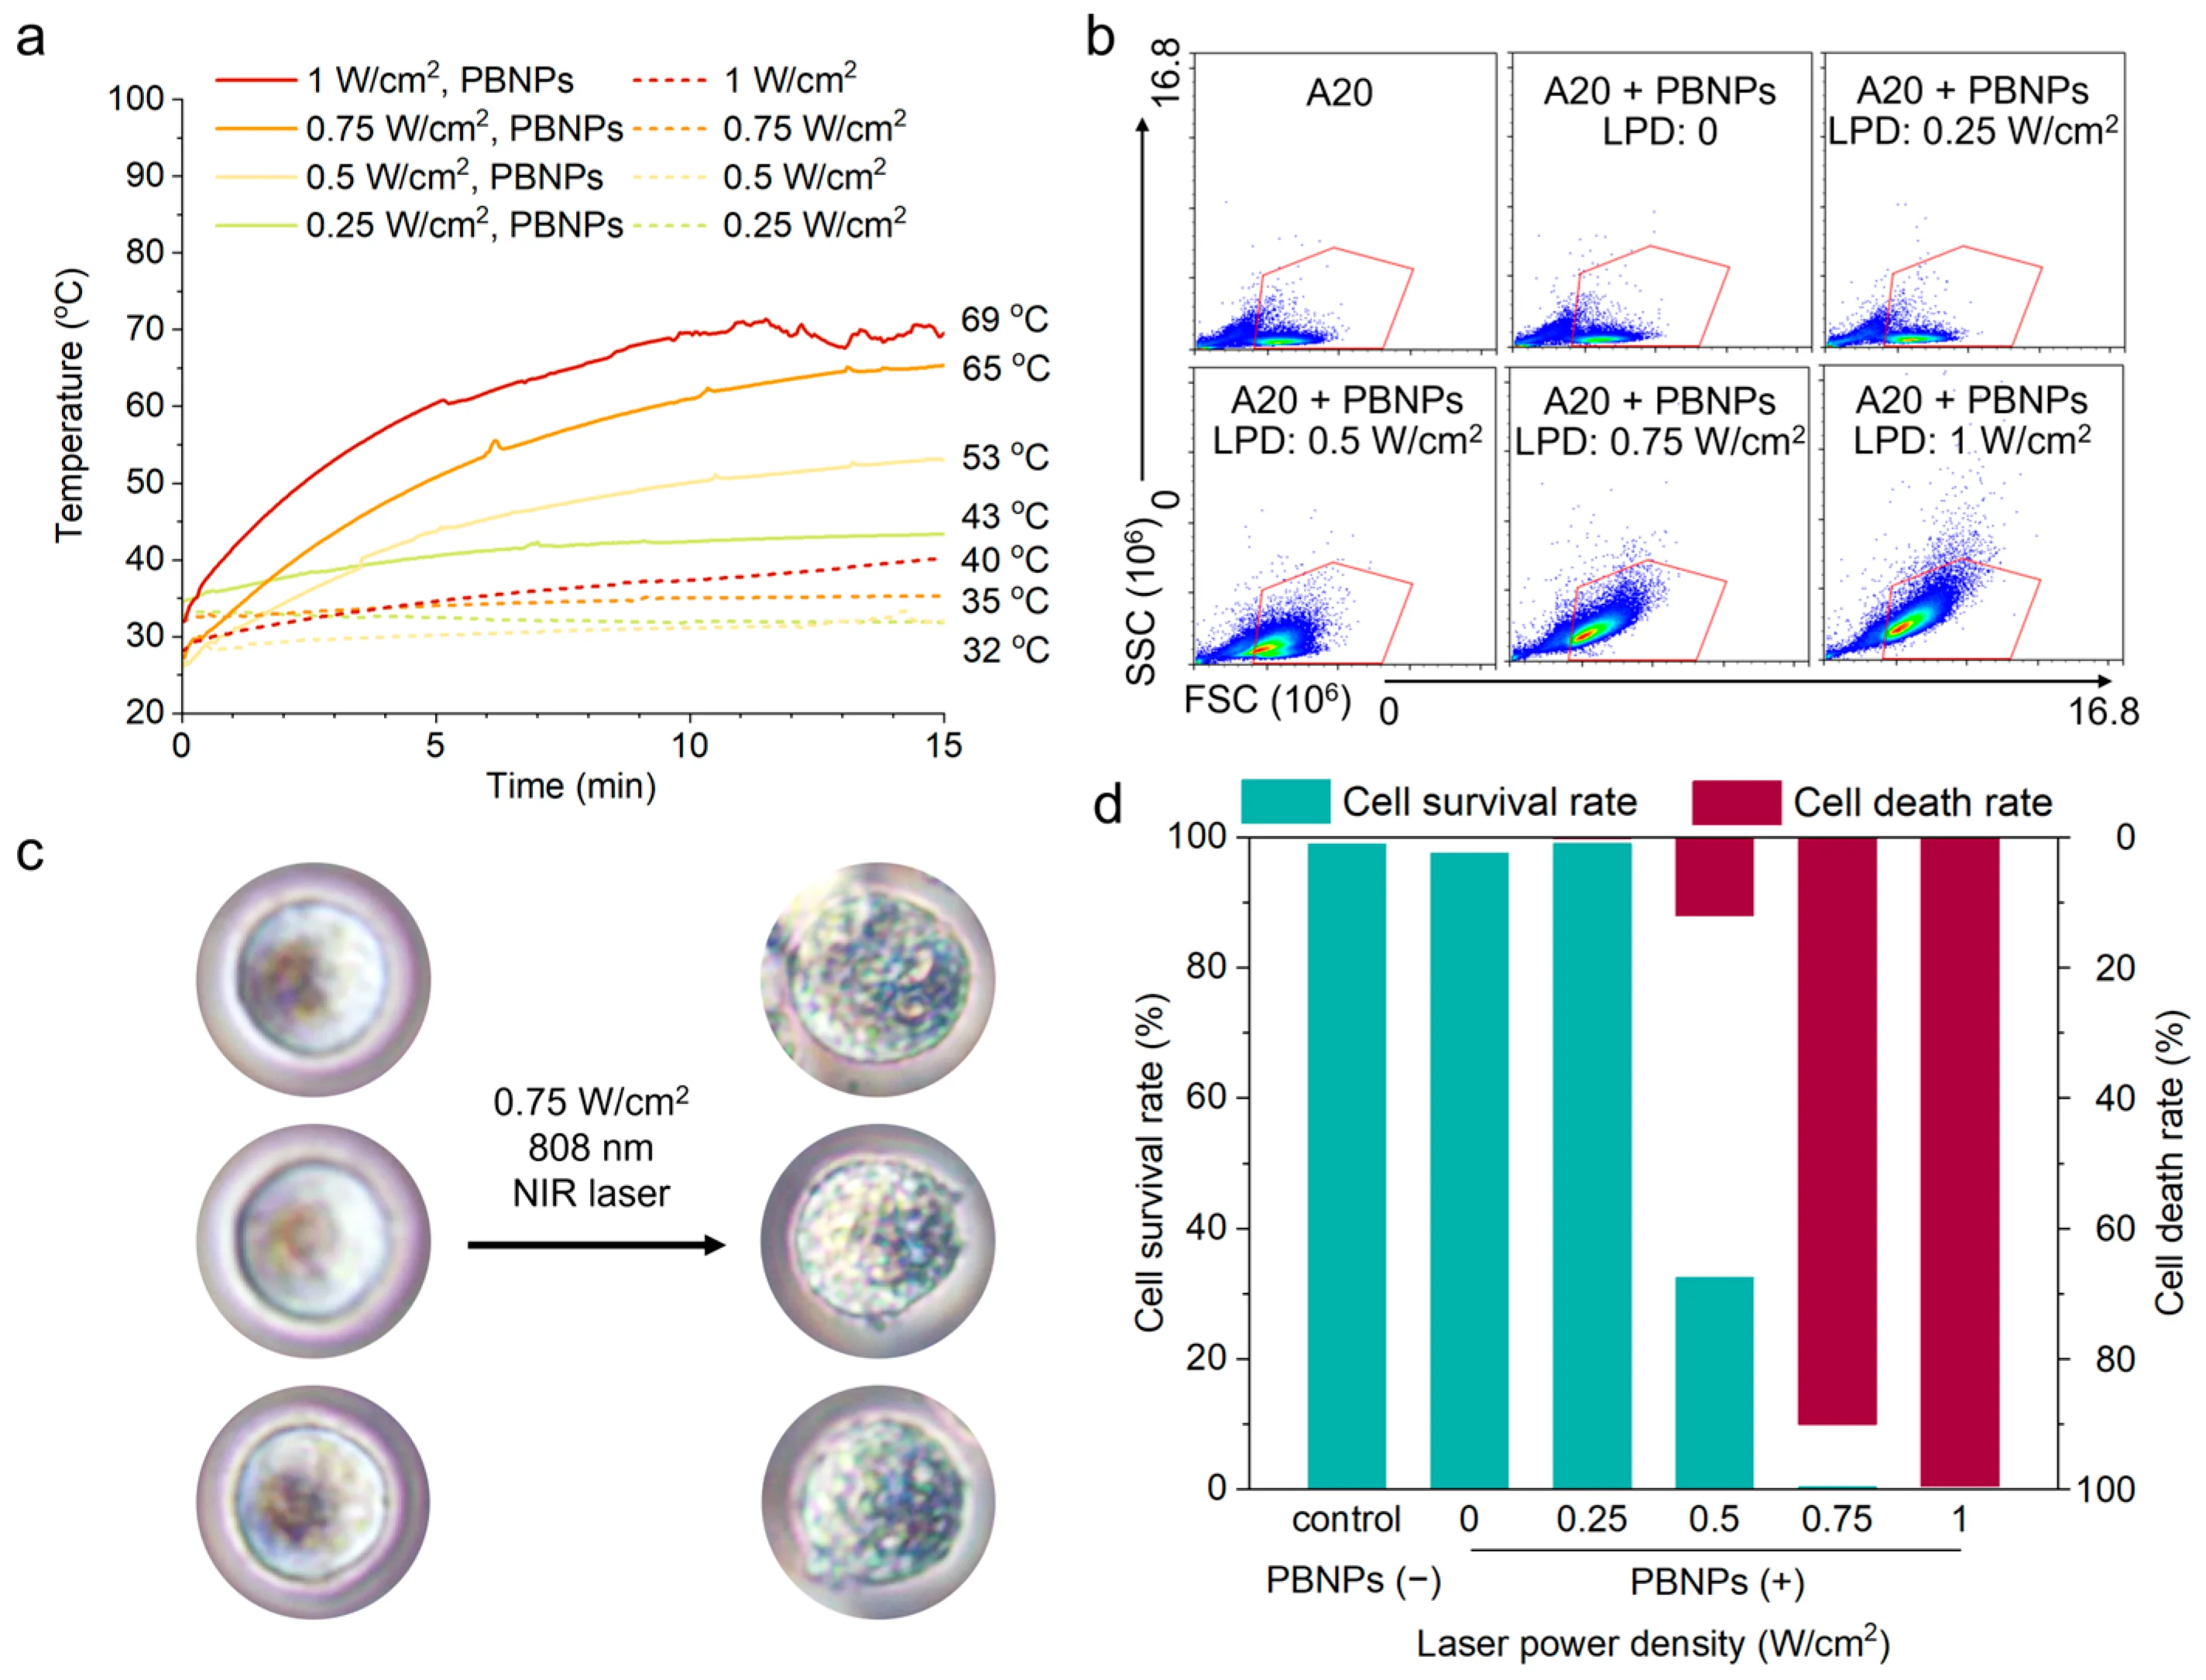 a
1 W/cm², PBNPs
1 W/cm²
0.75 W/cm², PBNPs
0.75 W/cm²
0.5 W/cm², PBNPs
0.5 W/cm²
0.25 W/cm², PBNPs
0.25 W/cm²
100
90
80
70
60
50
40
30
20
Temperature (°C)
69 °C
65 °C
53 °C
43 °C
40 °C
35 °C
32 °C
0
5
10
15
Time (min)
b
16.8
0
SSC (10⁶)
A20
A20 + PBNPs
LPD: 0
A20 + PBNPs
LPD: 0.25 W/cm²
A20 + PBNPs
LPD: 0.5 W/cm²
A20 + PBNPs
LPD: 0.75 W/cm²
A20 + PBNPs
LPD: 1 W/cm²
FSC (10⁶)
0
16.8
c
0.75 W/cm²
808 nm
NIR laser
d
Cell survival rate
Cell death rate
100
80
60
40
20
0
Cell survival rate (%)
0
20
40
60
80
100
Cell death rate (%)
control
0
0.25
0.5
0.75
1
PBNPs (−)
PBNPs (+)
Laser power density (W/cm²)